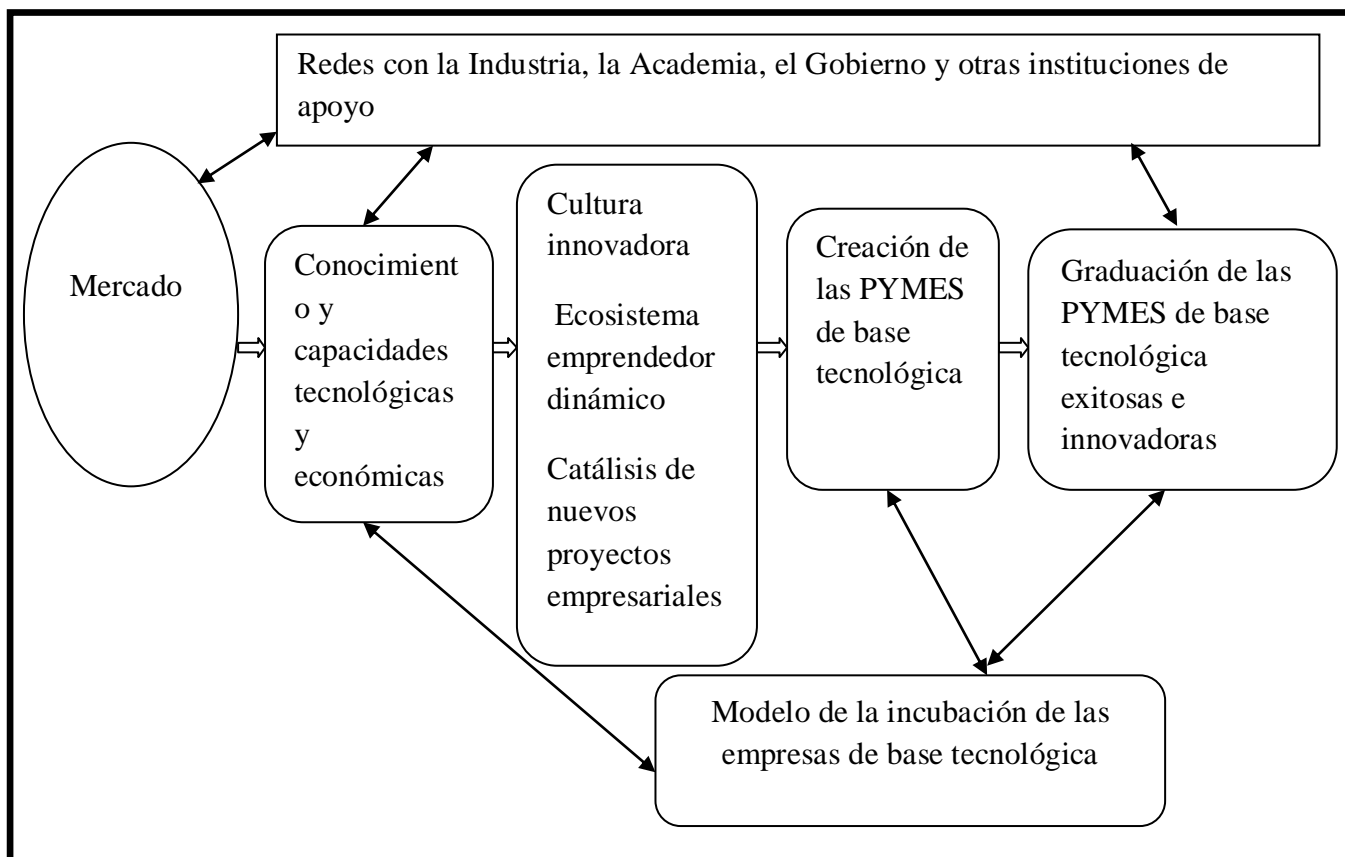 Redes con la Industria, la Academia, el Gobierno y otras instituciones de
apoyo
Mercado
Conocimient
o y
capacidades
tecnológicas
y
económicas
Cultura
innovadora
Ecosistema
emprendedor
dinámico
Catálisis de
nuevos
proyectos
empresariales
Creación de
las PYMES
de base
tecnológica
Graduación de las
PYMES de base
tecnológica
exitosas e
innovadoras
Modelo de la incubación de las
empresas de base tecnológica